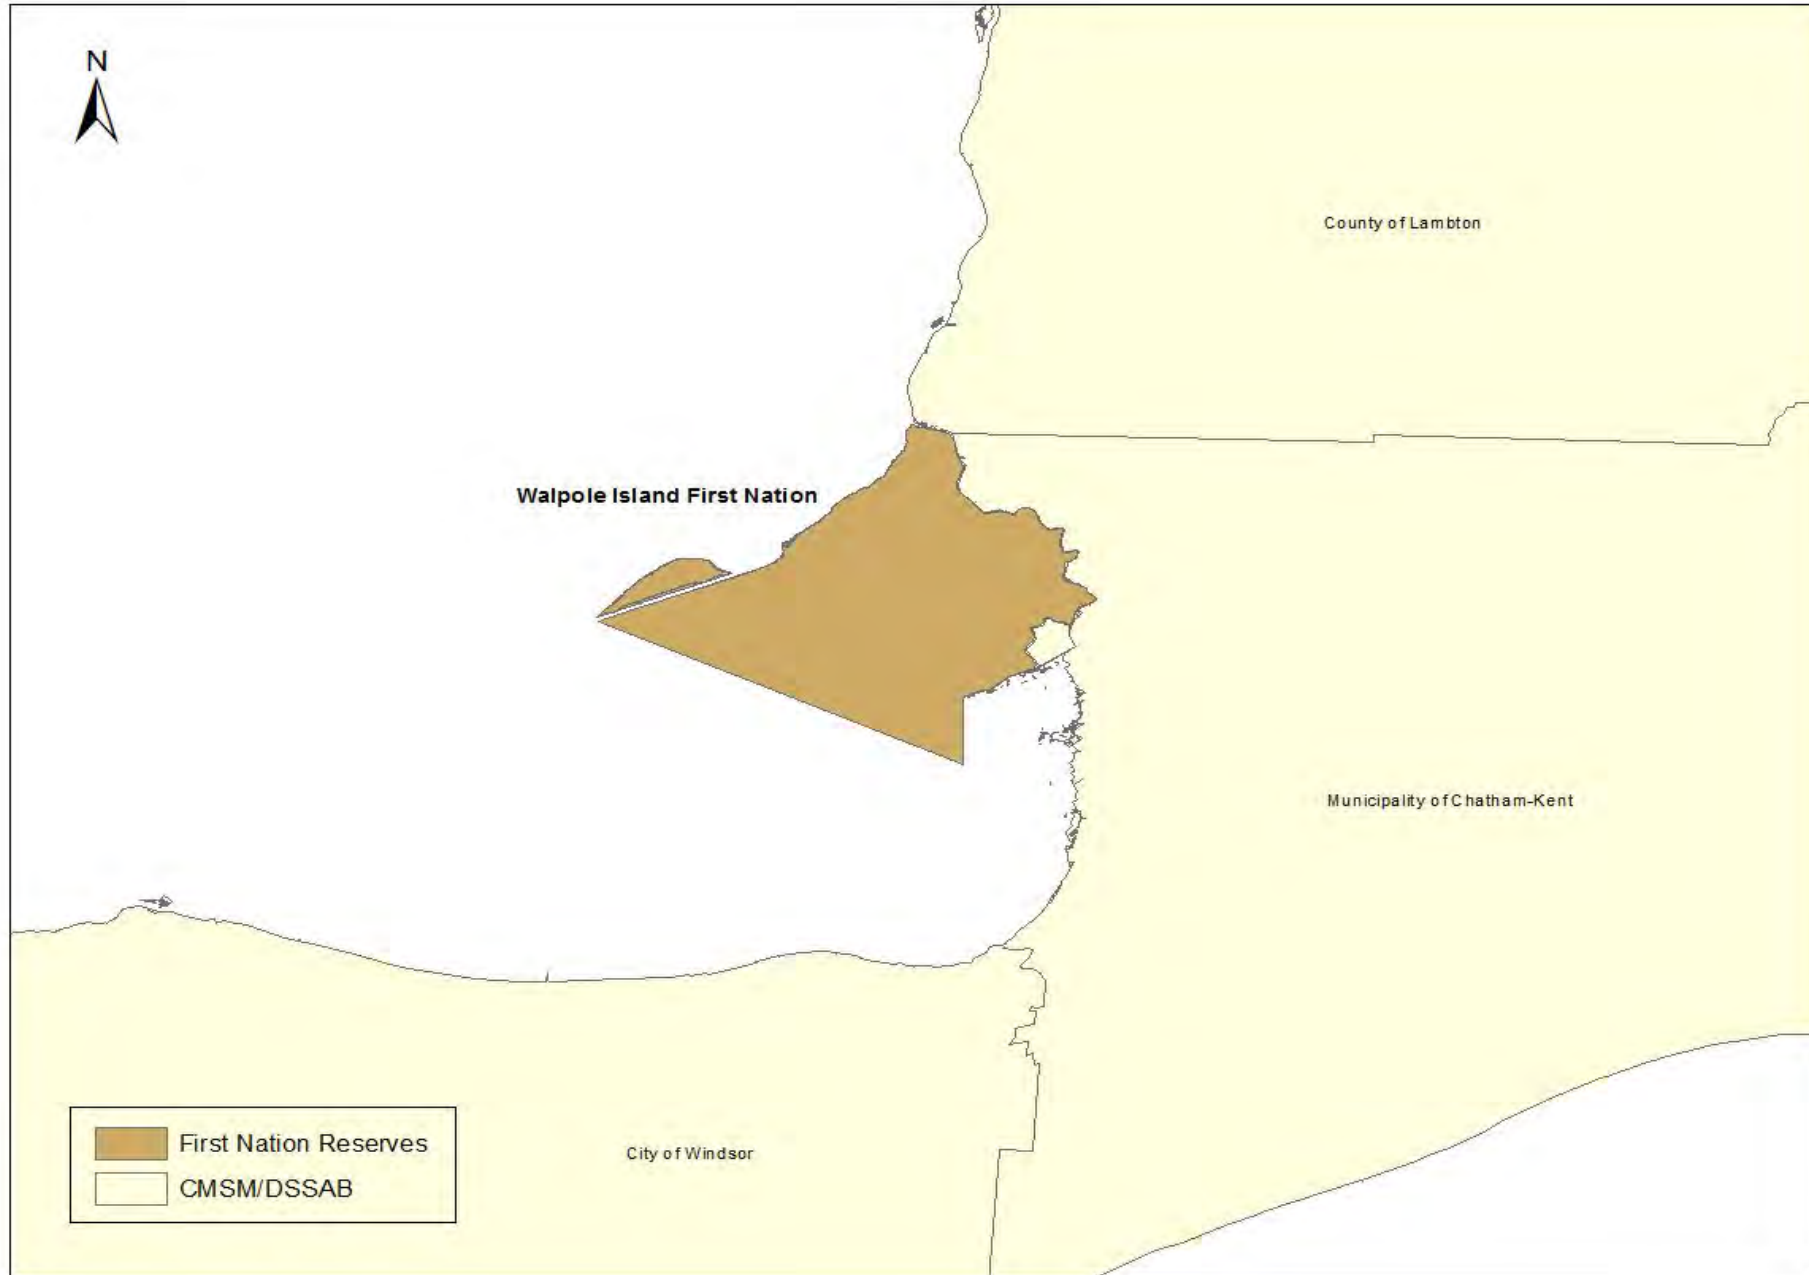 N
County of Lambton
Walpole Island First Nation
Municipality of Chatham-Kent
First Nation Reserves
CMSM/DSSAB
City of Windsor